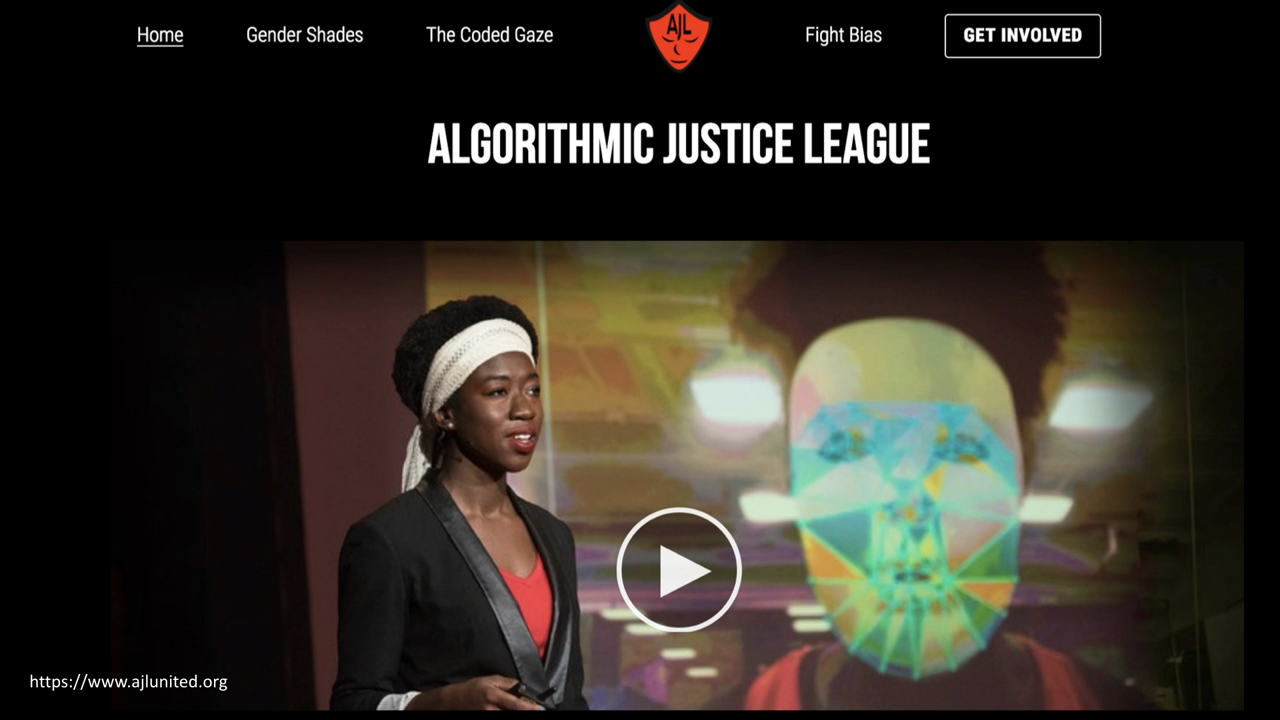 Home Gender Shades The Coded Gaze AJL Fight Bias GET INVOLVED
ALGORITHMIC JUSTICE LEAGUE
https://www.ajlunited.org